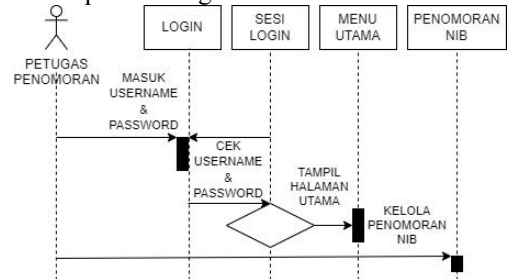 LOGIN
SESI
LOGIN
MENU
UTAMA
PENOMORAN
NIB
PETUGAS
PENOMORAN
MASUK
USERNAME
&
PASSWORD
CEK
USERNAME
&
PASSWORD
TAMPIL
HALAMAN
UTAMA
KELOLA
PENOMORAN
NIB